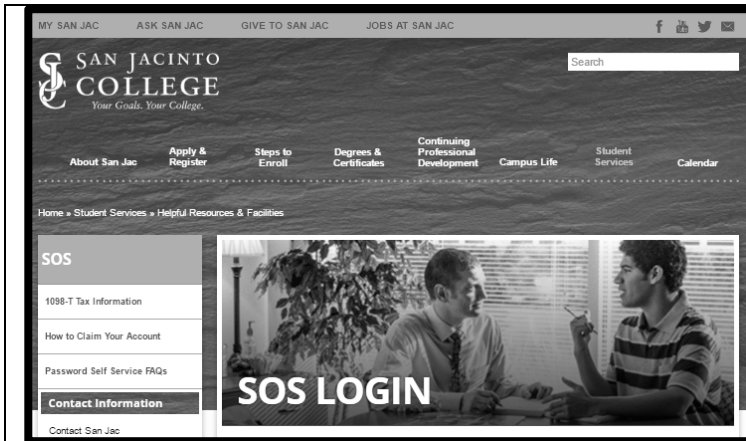 MY SAN JAC ASK SAN JAC GIVE TO SAN JAC JOBS AT SAN JAC
SAN JACINTO
COLLEGE
Your Goals. Your College.
Search
About San Jac
Apply &
Register
Steps to
Enroll
Degrees &
Certificates
Continuing
Professional
Development
Campus Life
Student
Services
Calendar
Home » Student Services » Helpful Resources & Facilities
SOS
1098-T Tax Information
How to Claim Your Account
Password Self Service FAQs
Contact Information
Contact San Jac
SOS LOGIN